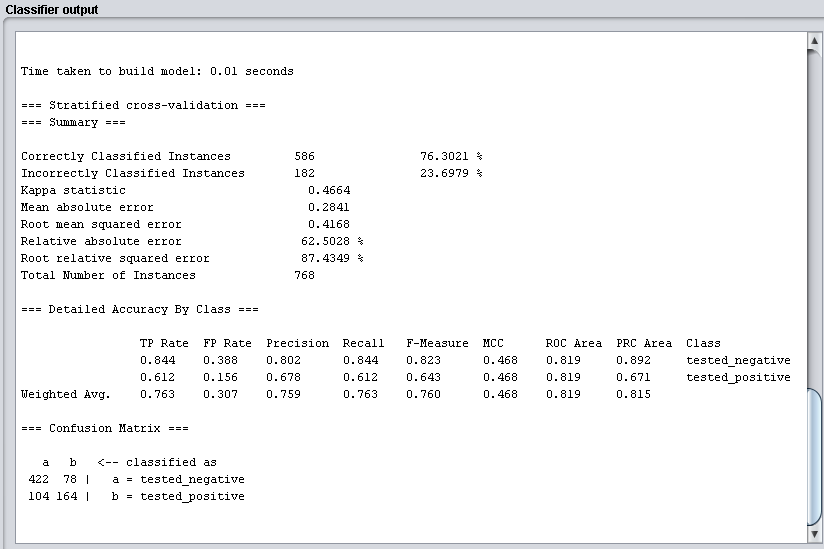 Classifier output
Time taken to build model: 0.01 seconds
=== Stratified cross-validation ===
=== Summary ===
Correctly Classified Instances 586 76.3021 %
Incorrectly Classified Instances 182 23.6979 %
Kappa statistic 0.4664
Mean absolute error 0.2841
Root mean squared error 0.4168
Relative absolute error 62.5028 %
Root relative squared error 87.4349 %
Total Number of Instances 768
=== Detailed Accuracy By Class ===
TP Rate FP Rate Precision Recall F-Measure MCC ROC Area PRC Area Class
0.844 0.388 0.802 0.844 0.823 0.468 0.819 0.892 tested_negative
0.612 0.156 0.678 0.612 0.643 0.468 0.819 0.671 tested_positive
Weighted Avg. 0.763 0.307 0.759 0.763 0.760 0.468 0.819 0.815
=== Confusion Matrix ===
a b <-- classified as
422 78 | a = tested_negative
104 164 | b = tested_positive